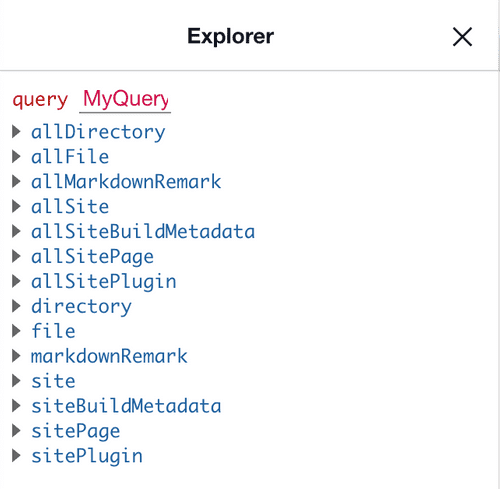 Explorer
query MyQuery
allDirectory
allFile
allMarkdownRemark
allSite
allSiteBuildMetadata
allSitePage
allSitePlugin
directory
file
markdownRemark
site
siteBuildMetadata
sitePage
sitePlugin